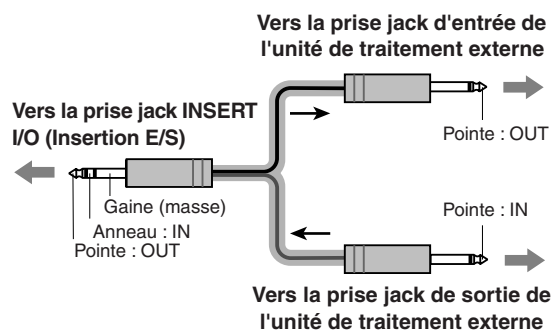 Vers la prise jack d'entrée de
l'unité de traitement externe
Vers la prise jack INSERT
I/O (Insertion E/S)
Pointe : OUT
Gaine (masse)
Anneau : IN
Pointe : OUT
Pointe : IN
Vers la prise jack de sortie de
l'unité de traitement externe